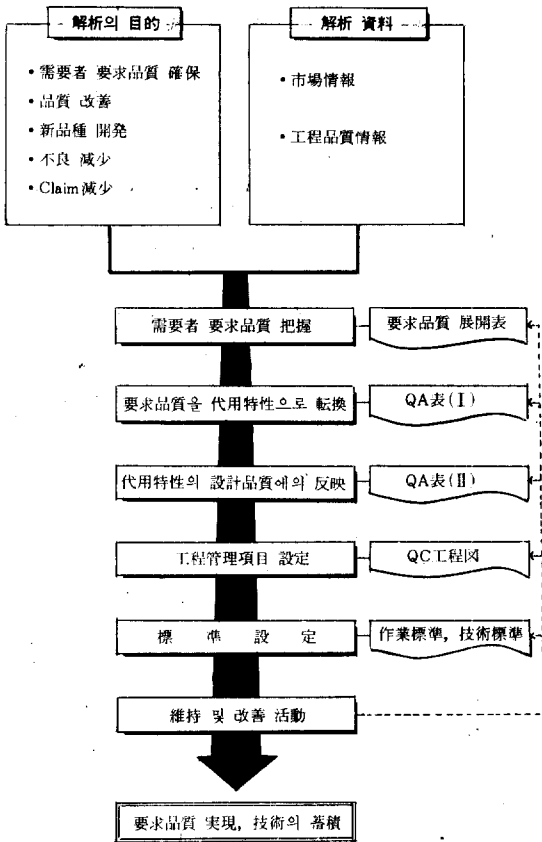 解析의 目的
• 需要者 要求品質 確保
• 品質 改善
• 新品種 開発
• 不良 減少
• Claim減少
解析 資料
• 市場情報
• 工程品質情報
需要者 要求品質 把握
要求品質 展開表
要求品質을 代用特性으로 転換
QA表(Ⅰ)
代用特性의 設計品質에의 反映
QA表(Ⅱ)
工程管理項目 設定
QC工程図
標 準 設 定
作業標準, 技術標準
維持 및 改善 活動
要求品質 実現, 技術의 蓄積